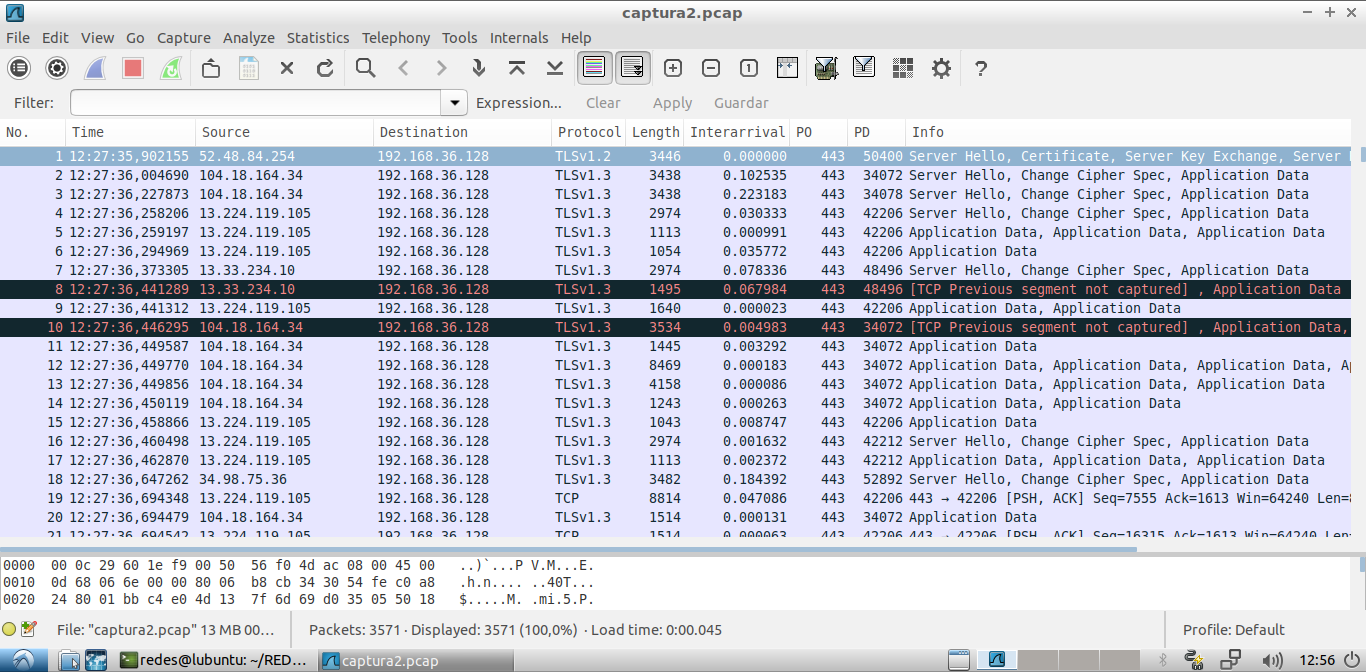 captura2.pcap
File Edit View Go Capture Analyze Statistics Telephony Tools Internals Help
Filter: Expression... Clear Apply Guardar
No. Time Source Destination Protocol Length Interarrival PO PD Info
1 12:27:35,902155 52.48.84.254 192.168.36.128 TLSv1.2 3446 0.000000 443 50400 Server Hello, Certificate, Server Key Exchange, Server
2 12:27:36,004690 104.18.164.34 192.168.36.128 TLSv1.3 3438 0.102535 443 34072 Server Hello, Change Cipher Spec, Application Data
3 12:27:36,227873 104.18.164.34 192.168.36.128 TLSv1.3 3438 0.223183 443 34078 Server Hello, Change Cipher Spec, Application Data
4 12:27:36,258206 13.224.119.105 192.168.36.128 TLSv1.3 2974 0.030333 443 42206 Server Hello, Change Cipher Spec, Application Data
5 12:27:36,259197 13.224.119.105 192.168.36.128 TLSv1.3 1113 0.000991 443 42206 Application Data, Application Data, Application Data
6 12:27:36,294969 13.224.119.105 192.168.36.128 TLSv1.3 1054 0.035772 443 42206 Application Data
7 12:27:36,373305 13.33.234.10 192.168.36.128 TLSv1.3 2974 0.078336 443 48496 Server Hello, Change Cipher Spec, Application Data
8 12:27:36,441289 13.33.234.10 192.168.36.128 TLSv1.3 1495 0.067984 443 48496 [TCP Previous segment not captured] , Application Data
9 12:27:36,441312 13.224.119.105 192.168.36.128 TLSv1.3 1640 0.000023 443 42206 Application Data, Application Data
10 12:27:36,446295 104.18.164.34 192.168.36.128 TLSv1.3 3534 0.004983 443 34072 [TCP Previous segment not captured] , Application Data,
11 12:27:36,449587 104.18.164.34 192.168.36.128 TLSv1.3 1445 0.003292 443 34072 Application Data
12 12:27:36,449770 104.18.164.34 192.168.36.128 TLSv1.3 8469 0.000183 443 34072 Application Data, Application Data, Application Data, A
13 12:27:36,449856 104.18.164.34 192.168.36.128 TLSv1.3 4158 0.000086 443 34072 Application Data, Application Data, Application Data
14 12:27:36,450119 104.18.164.34 192.168.36.128 TLSv1.3 1243 0.000263 443 34072 Application Data, Application Data
15 12:27:36,458866 13.224.119.105 192.168.36.128 TLSv1.3 1043 0.008747 443 42206 Application Data
16 12:27:36,460498 13.224.119.105 192.168.36.128 TLSv1.3 2974 0.001632 443 42212 Server Hello, Change Cipher Spec, Application Data
17 12:27:36,462870 13.224.119.105 192.168.36.128 TLSv1.3 1113 0.002372 443 42212 Application Data, Application Data, Application Data
18 12:27:36,647262 34.98.75.36 192.168.36.128 TLSv1.3 3482 0.184392 443 52892 Server Hello, Change Cipher Spec, Application Data
19 12:27:36,694348 13.224.119.105 192.168.36.128 TCP 8814 0.047086 443 42206 443 → 42206 [PSH, ACK] Seq=7555 Ack=1613 Win=64240 Len=8
20 12:27:36,694479 104.18.164.34 192.168.36.128 TLSv1.3 1514 0.000131 443 34072 Application Data
21 12:27:36,694542 13.224.119.105 192.168.36.128 TCP 1514 0.000063 443 42206 443 → 42206 [PSH, ACK] Seq=16315 Ack=1613 Win=64240 Len=
0000 00 0c 29 60 1e f9 00 50 56 f0 4d ac 08 00 45 00 ..)`...P V.M...E.
0010 0d 68 06 6e 00 00 80 06 b8 cb 34 30 54 fe c0 a8 .h.n.... ..40T...
0020 24 80 01 bb c4 e0 4d 13 7f 6d 69 d0 35 05 50 18 $.....M. .mi.5.P.
File: "captura2.pcap" 13 MB 00... Packets: 3571 · Displayed: 3571 (100,0%) · Load time: 0:00.045 Profile: Default
redes@lubuntu: ~/RED... captura2.pcap 12:56